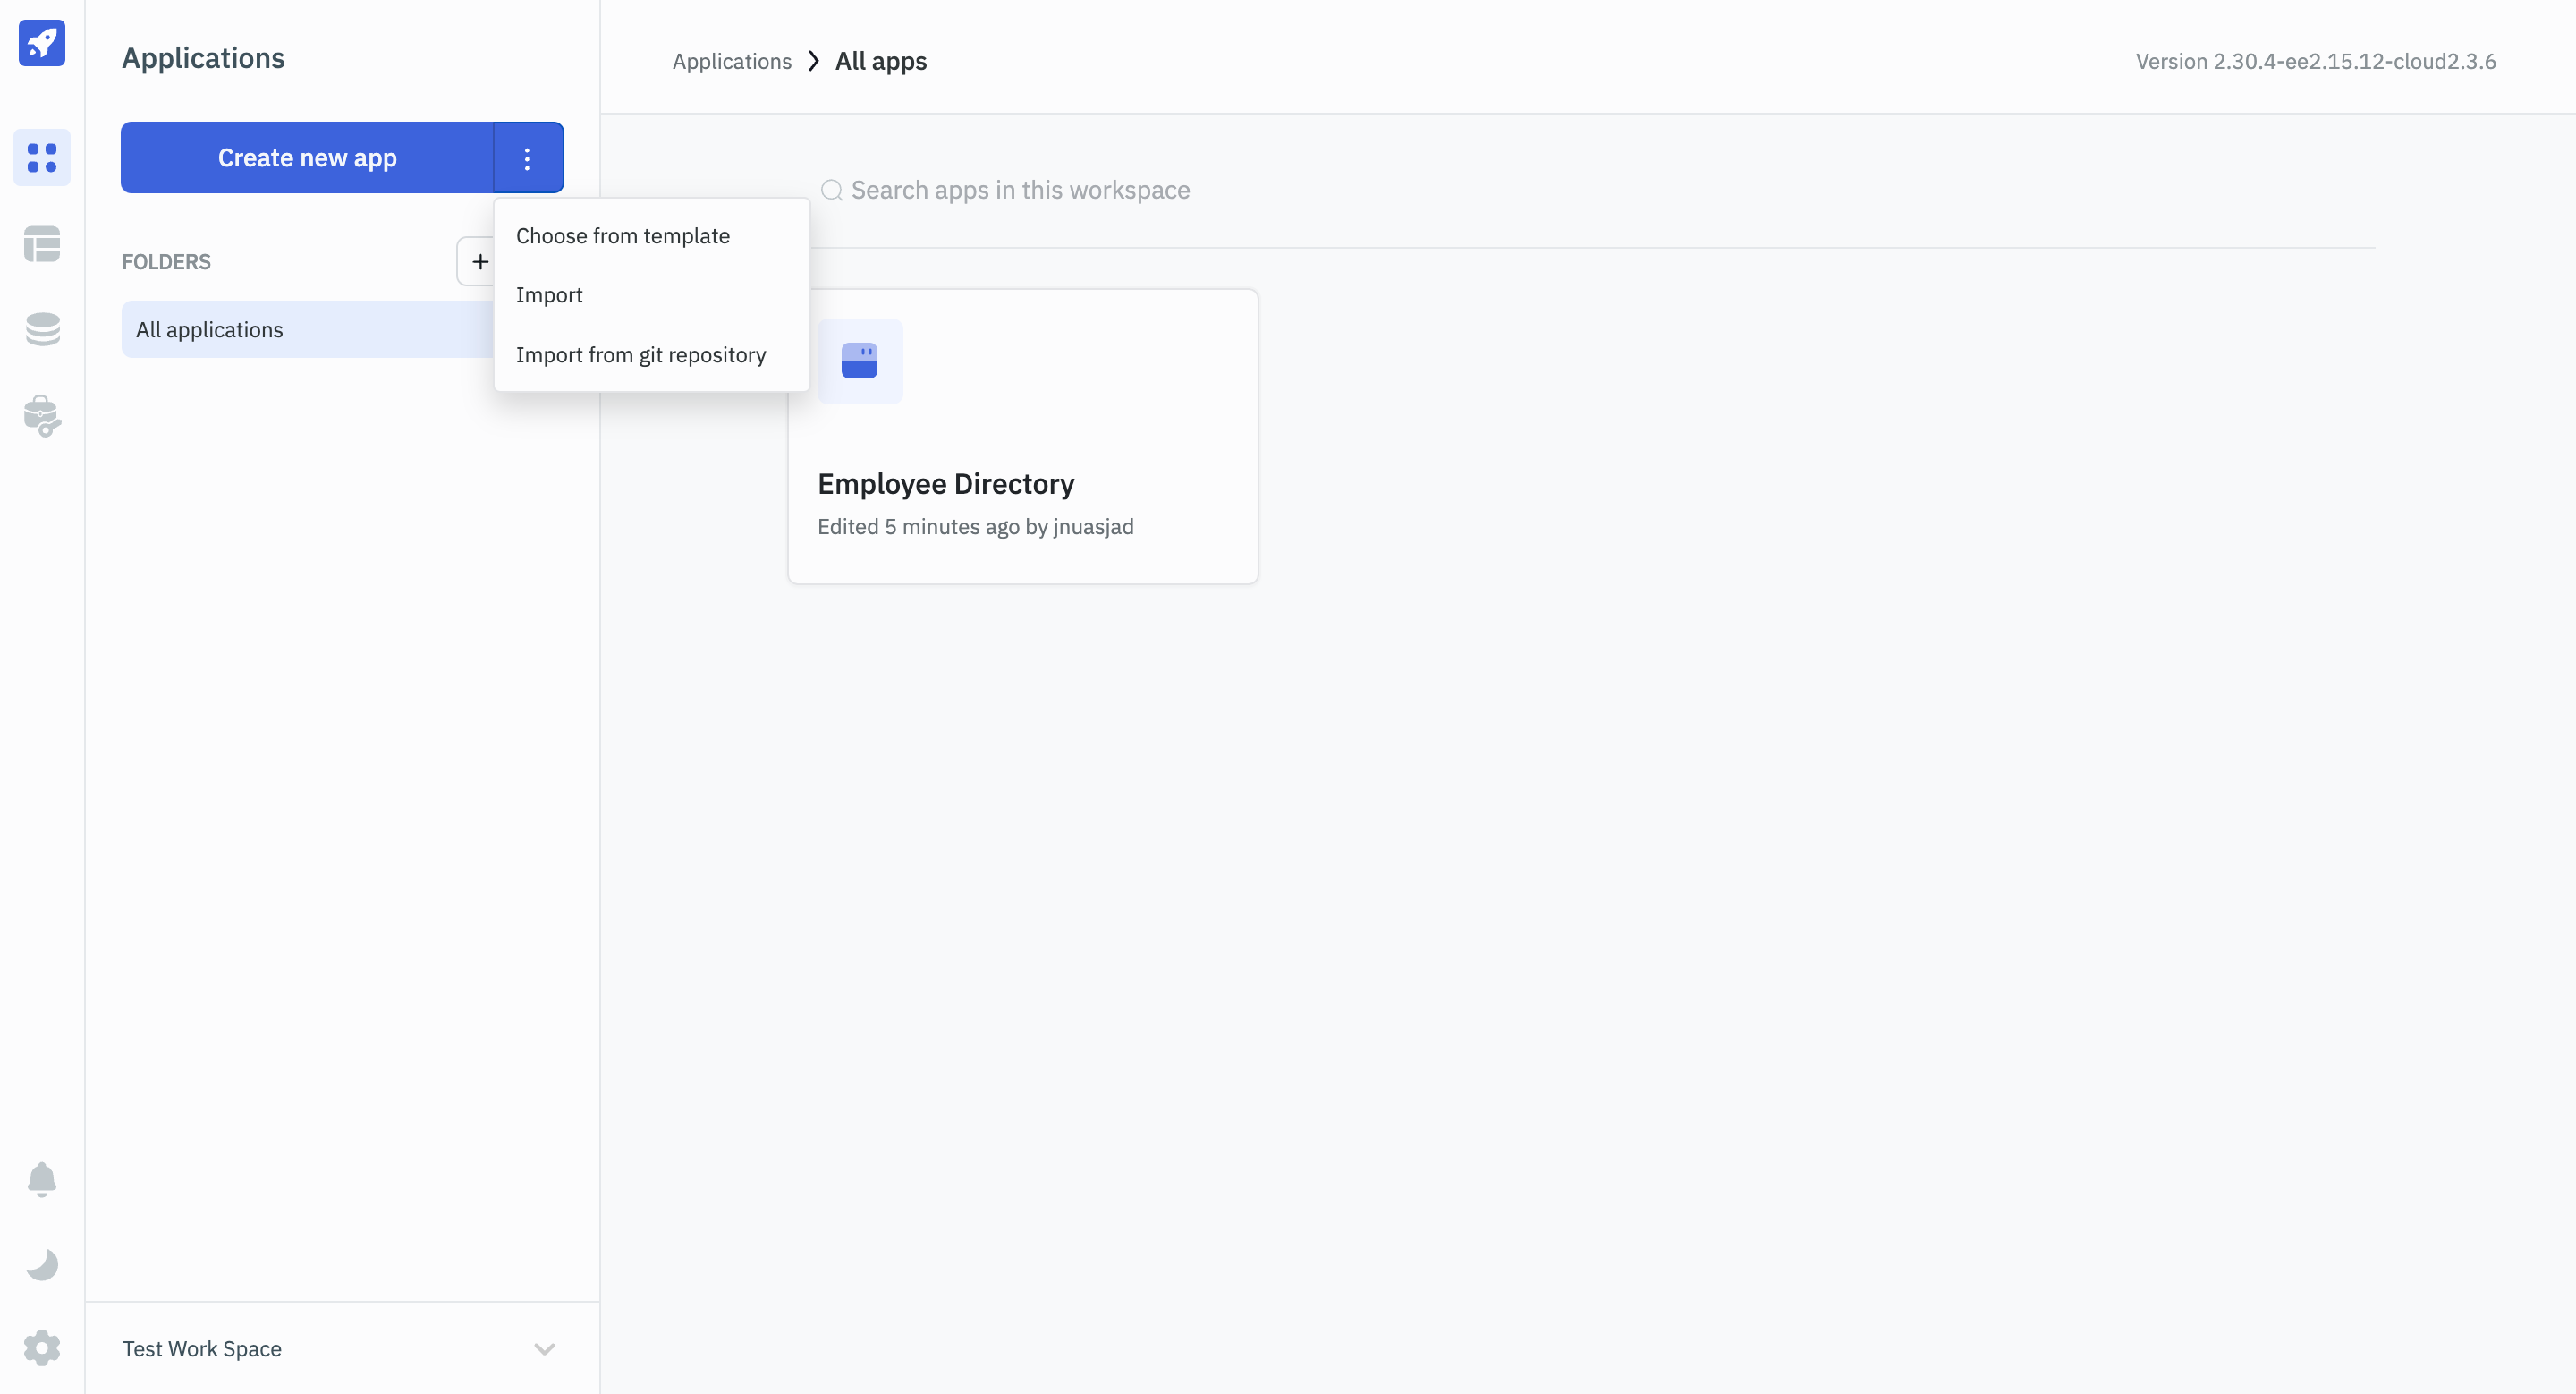 Applications
Create new app
Choose from template
Import
Import from git repository
FOLDERS
All applications
Test Work Space
Applications All apps
Version 2.30.4-ee2.15.12-cloud2.3.6
Search apps in this workspace
Employee Directory
Edited 5 minutes ago by jnuasjad